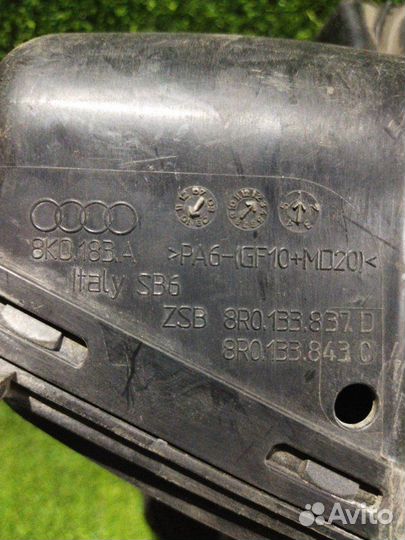 8K0.183.A >PA6-(GF10+MD20)<
Italy SB6
ZSB 8R0.133.837.D
8R0.133.843.C
Avito